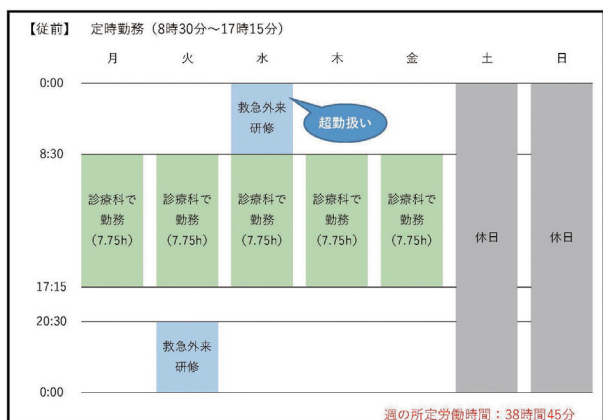 【従前】 定時勤務(8時30分～17時15分)
月 火 水 木 金 土 日
0:00
救急外来
研修
超勤扱い
8:30
診療科で
勤務
(7.75h)
診療科で
勤務
(7.75h)
診療科で
勤務
(7.75h)
診療科で
勤務
(7.75h)
診療科で
勤務
(7.75h)
休日
休日
17:15
20:30
救急外来
研修
0:00
週の所定労働時間：38時間45分